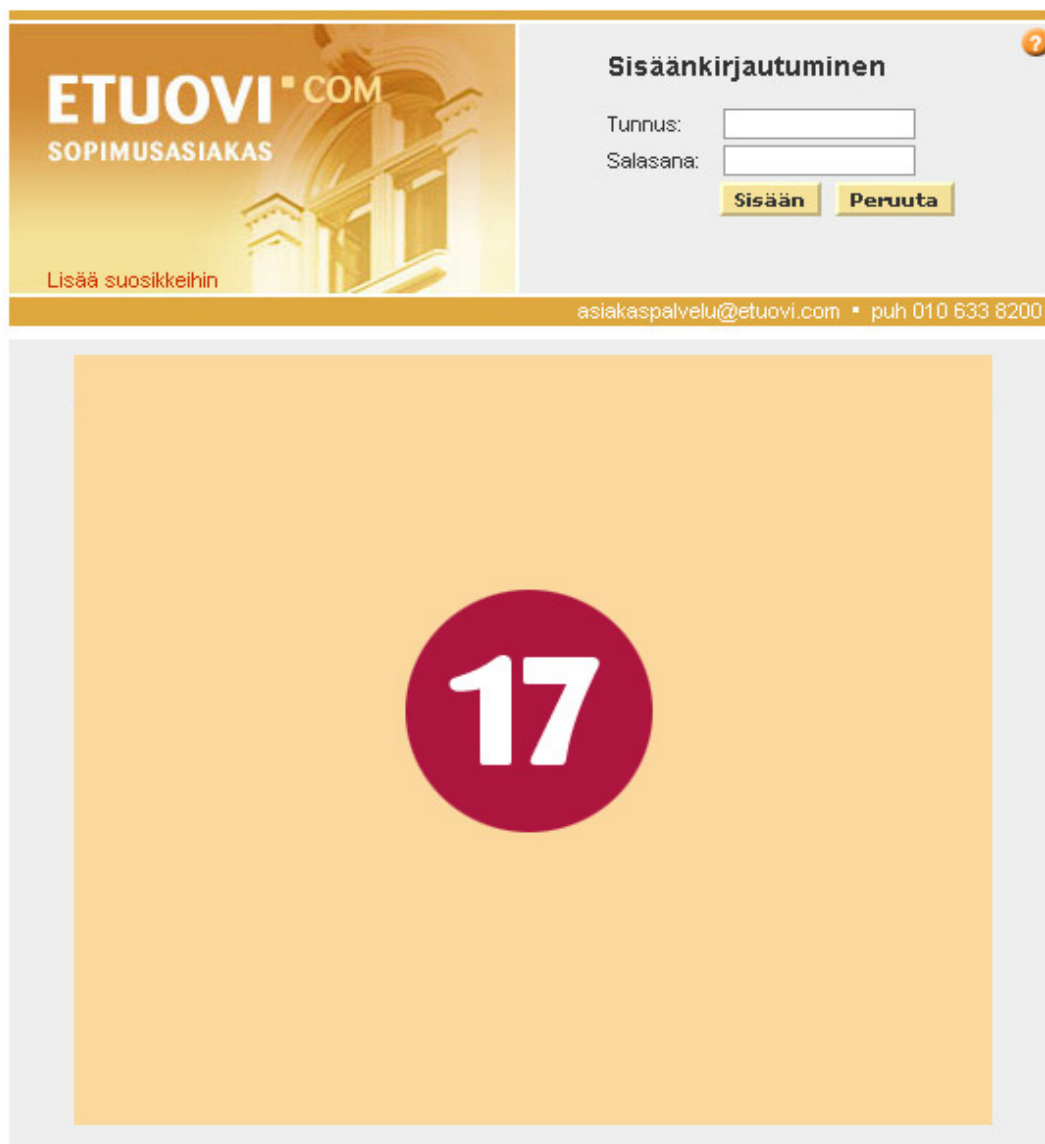 ETUOVI COM
SOPIMUSASIAKAS
Lisää suosikkeihin
?
Sisäänkirjautuminen
Tunnus:
Salasana:
Sisään Peruuta
asiakaspalvelu@etuovi.com ▪ puh 010 633 8200
17